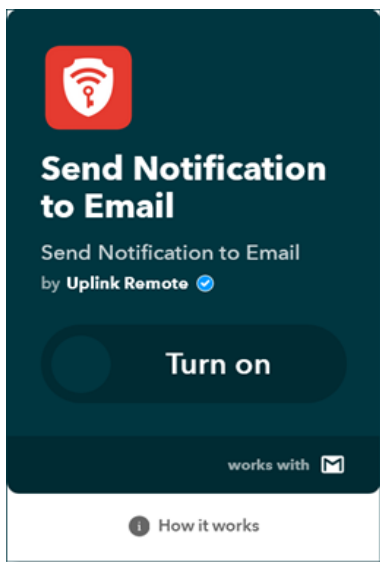 Send Notification
to Email
Send Notification to Email
by Uplink Remote
Turn on
works with
How it works